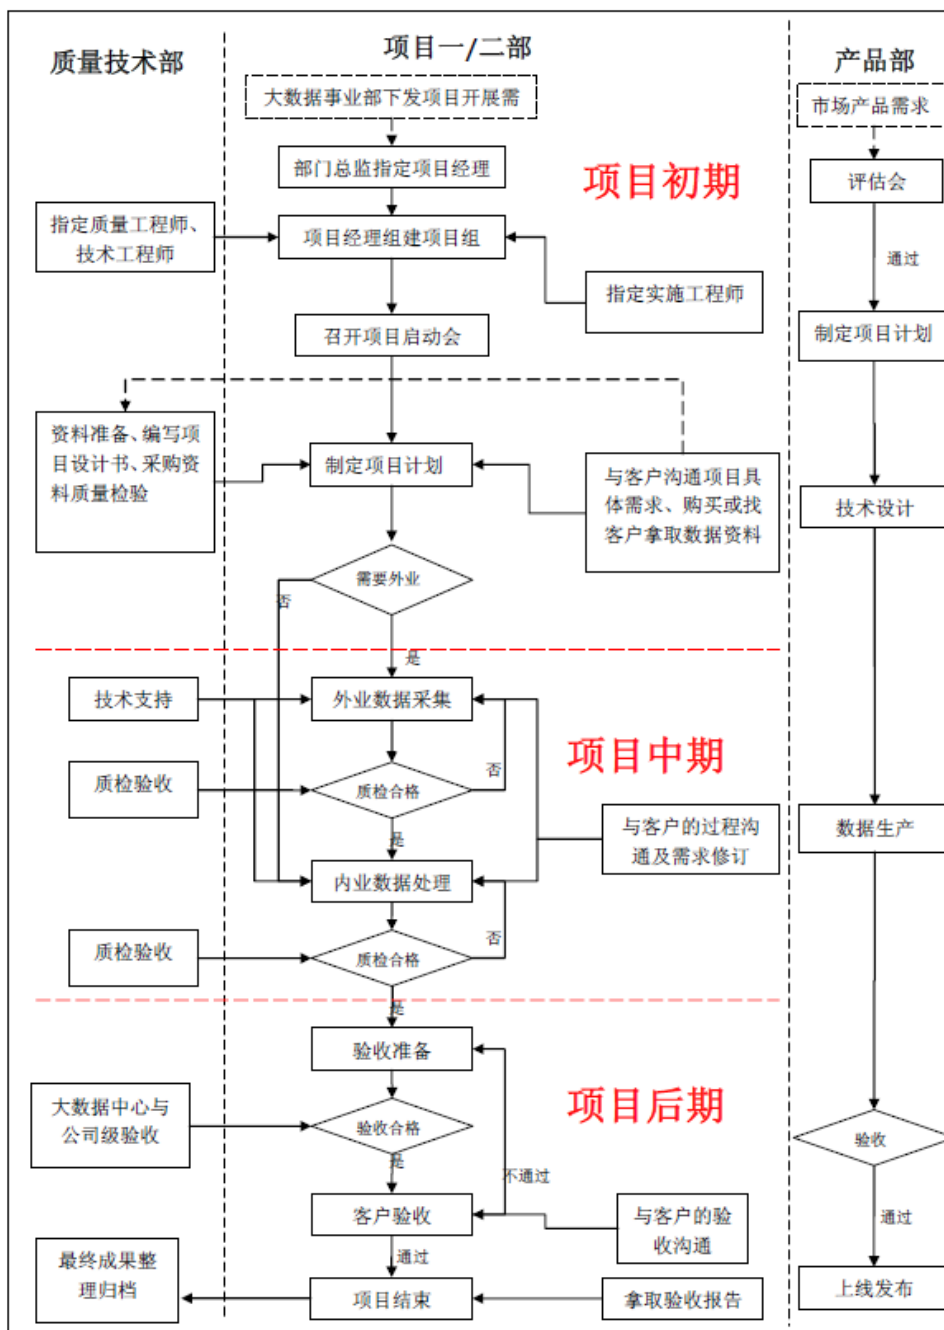 质量技术部
项目一/二部
产品部
大数据事业部下发项目开展需
市场产品需求
部门总监指定项目经理
项目初期
评估会
指定质量工程师、
技术工程师
项目经理组建项目组
通过
指定实施工程师
召开项目启动会
制定项目计划
资料准备、编写项
目设计书、采购资
料质量检验
制定项目计划
与客户沟通项目具
体需求、购买或找
客户拿取数据资料
技术设计
需要外业
否
是
技术支持
外业数据采集
项目中期
质检验收
质检合格
否
是
与客户的过程沟
通及需求修订
数据生产
内业数据处理
质检验收
质检合格
否
是
验收准备
项目后期
大数据中心与
公司级验收
验收合格
验收
是
不通过
客户验收
与客户的验
收沟通
通过
通过
最终成果整
理归档
项目结束
拿取验收报告
上线发布